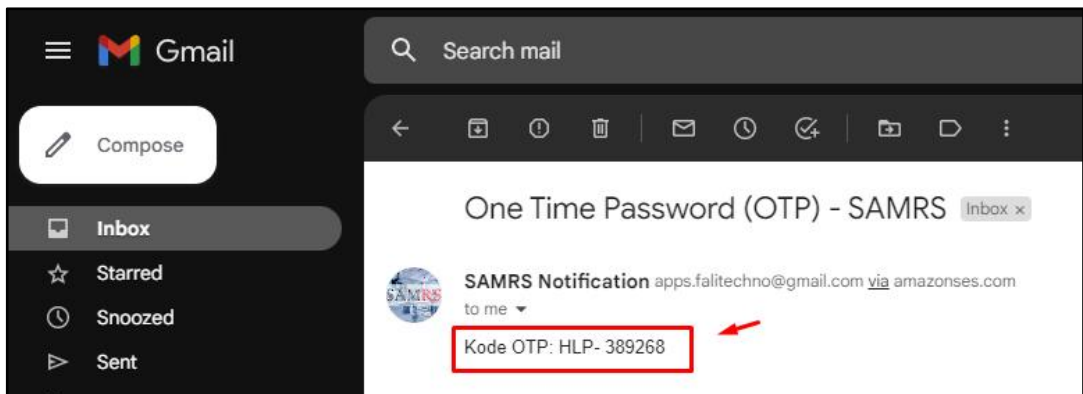 Gmail
Search mail
Compose
One Time Password (OTP) - SAMRS Inbox ×
Inbox
Starred
SAMRS Notification apps.falitechno@gmail.com via amazonses.com
SAMRS
to me
Snoozed
Kode OTP: HLP- 389268
Sent